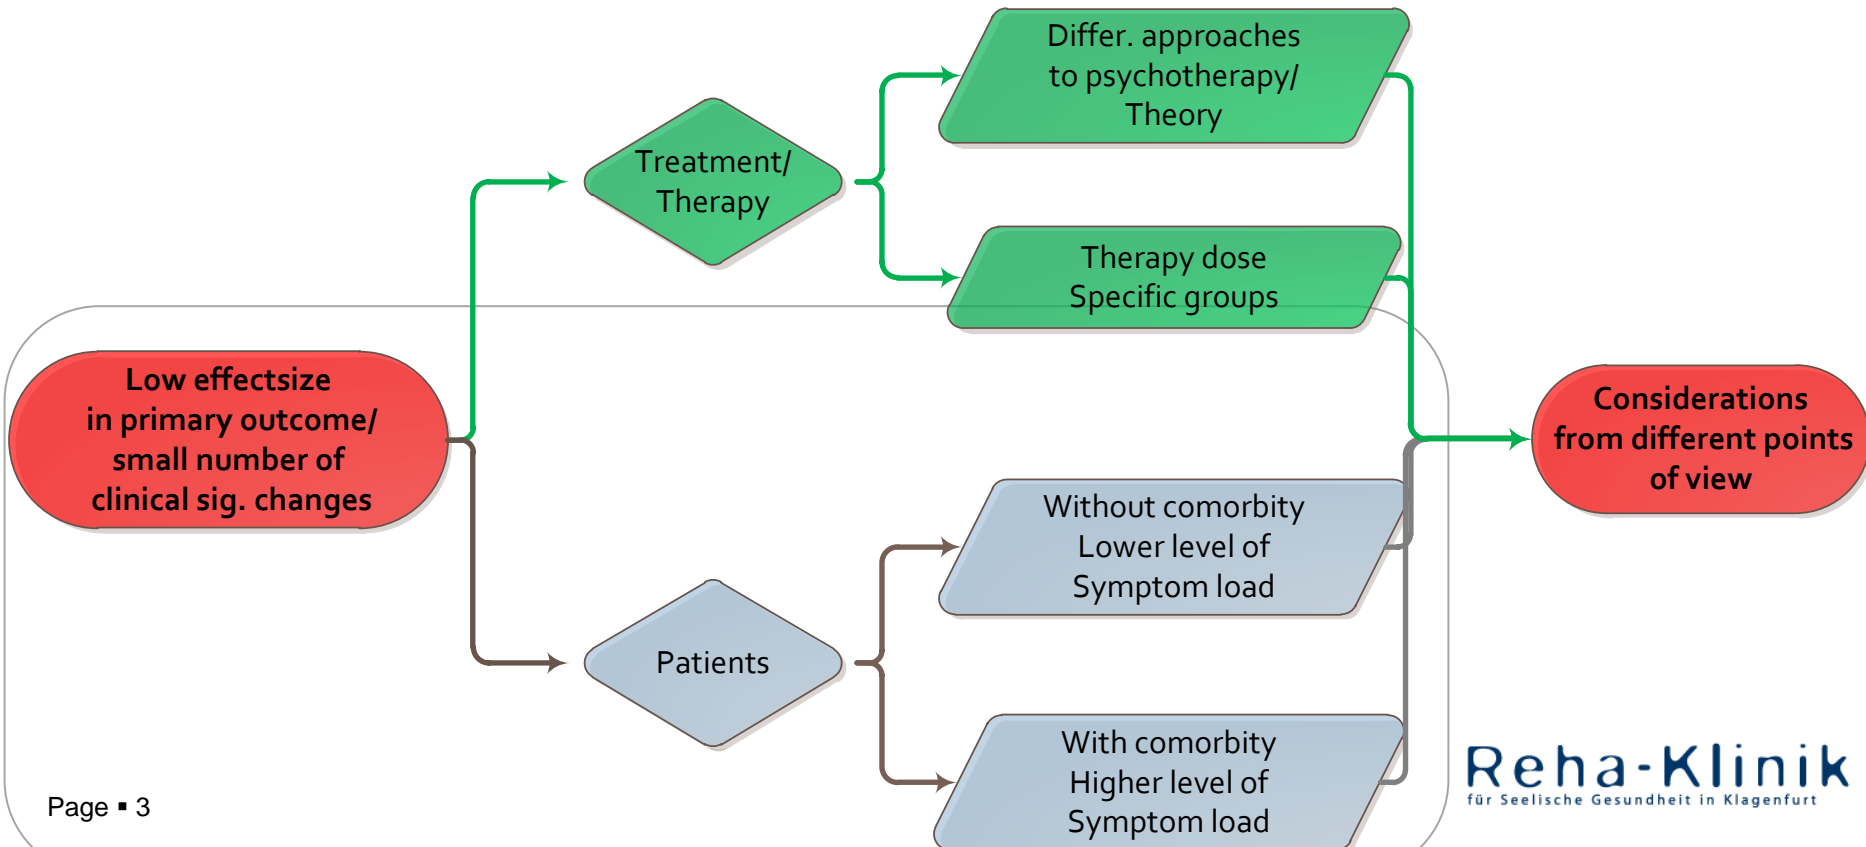 Differ. approaches
to psychotherapy/
Theory
Treatment/
Therapy
Therapy dose
Specific groups
Low effectsize
in primary outcome/
small number of
clinical sig. changes
Considerations
from different points
of view
Without comorbity
Lower level of
Symptom load
Patients
With comorbity
Higher level of
Symptom load
Reha-Klinik
für Seelische Gesundheit in Klagenfurt
Page ▪ 3